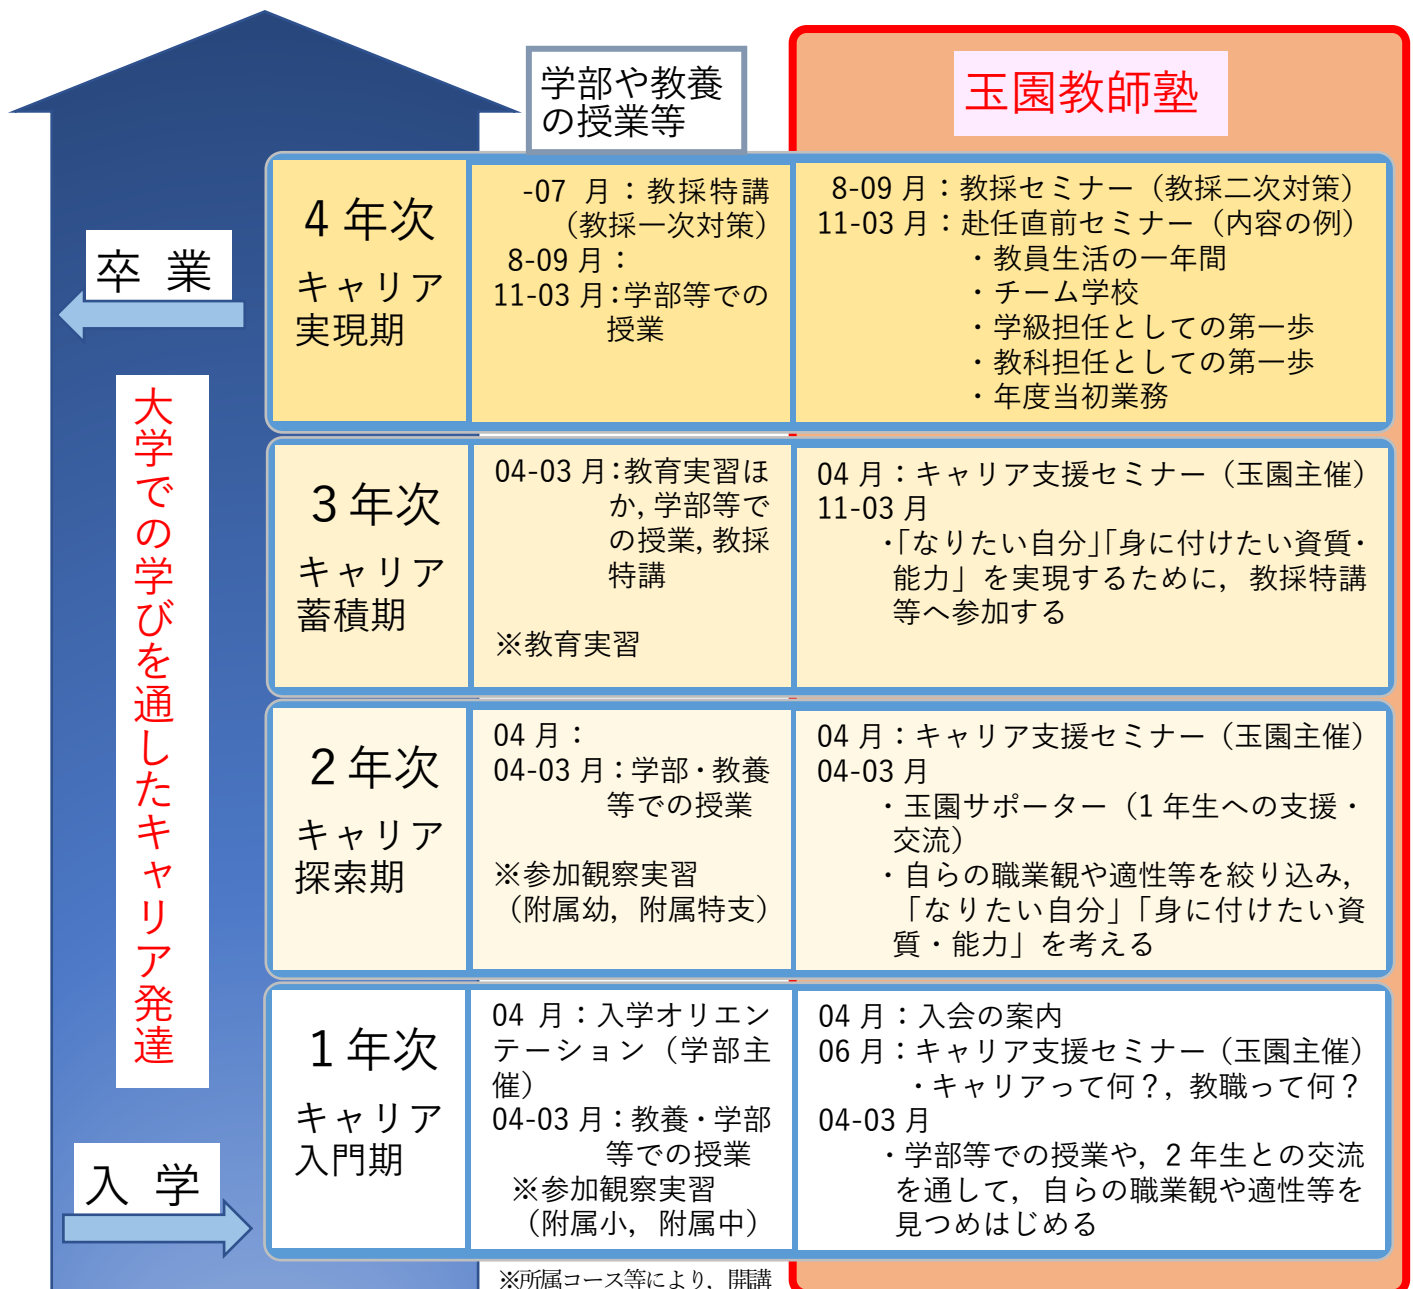 学部や教養
の授業等
玉園教師塾
4年次
キャリア
実現期
-07 月：教採特講
（教採一次対策）
8-09 月：
11-03 月：学部等での
授業
8-09 月：教採セミナー（教採二次対策）
11-03 月：赴任直前セミナー（内容の例）
・教員生活の一年間
・チーム学校
・学級担任としての第一歩
・教科担任としての第一歩
・年度当初業務
卒 業
大学での学びを通したキャリア発達
3年次
キャリア
蓄積期
04-03 月：教育実習ほ
か，学部等で
の授業，教採
特講
※教育実習
04 月：キャリア支援セミナー（玉園主催）
11-03 月
・「なりたい自分」「身に付けたい資質・
能力」を実現するために，教採特講
等へ参加する
2年次
キャリア
探索期
04 月：
04-03 月：学部・教養
等での授業
※参加観察実習
（附属幼，附属特支）
04 月：キャリア支援セミナー（玉園主催）
04-03 月
・玉園サポーター（1 年生への支援・
交流）
・自らの職業観や適性等を絞り込み，
「なりたい自分」「身に付けたい資
質・能力」を考える
1年次
キャリア
入門期
04 月：入学オリエン
テーション（学部主
催）
04-03 月：教養・学部
等での授業
※参加観察実習
（附属小，附属中）
04 月：入会の案内
06 月：キャリア支援セミナー（玉園主催）
・キャリアって何？，教職って何？
04-03 月
・学部等での授業や，2 年生との交流
を通して，自らの職業観や適性等を
見つめはじめる
入 学
※所属コース等により，開講